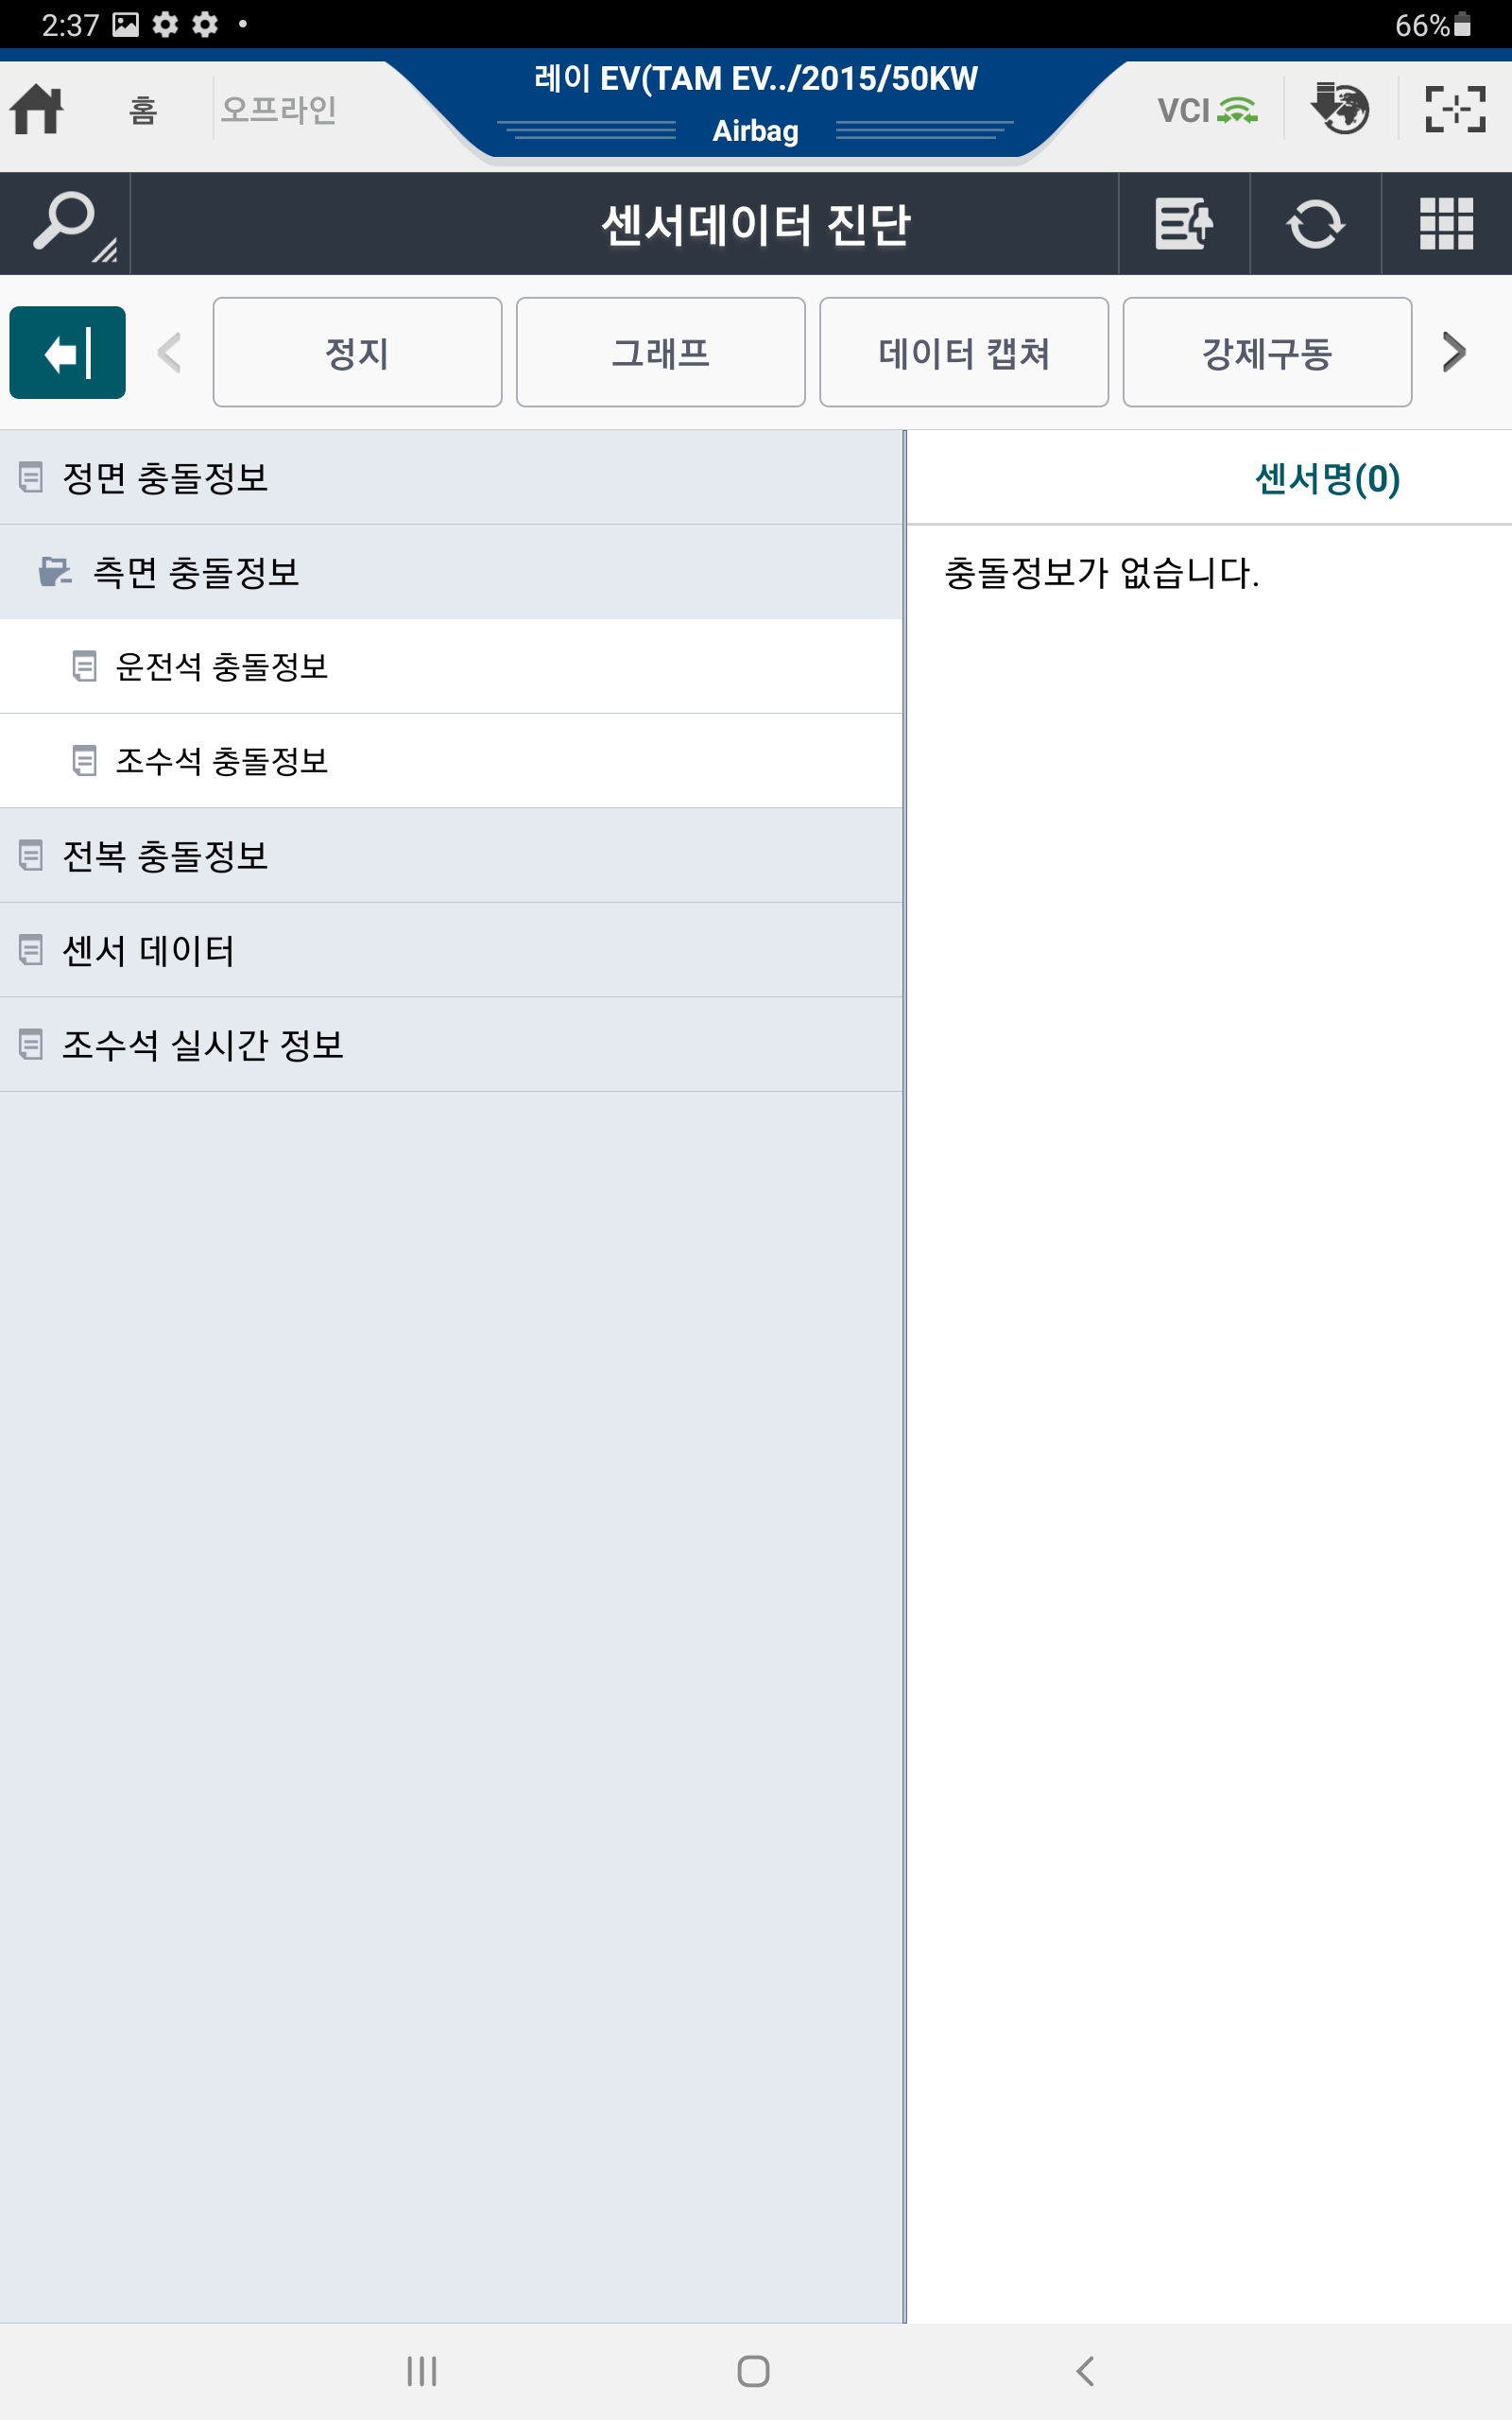 2:37
66%
홈
오프라인
레이 EV(TAM EV../2015/50KW
Airbag
VCI
센서데이터 진단
정지
그래프
데이터 캡쳐
강제구동
정면 충돌정보
센서명(0)
측면 충돌정보
충돌정보가 없습니다.
운전석 충돌정보
조수석 충돌정보
전복 충돌정보
센서 데이터
조수석 실시간 정보